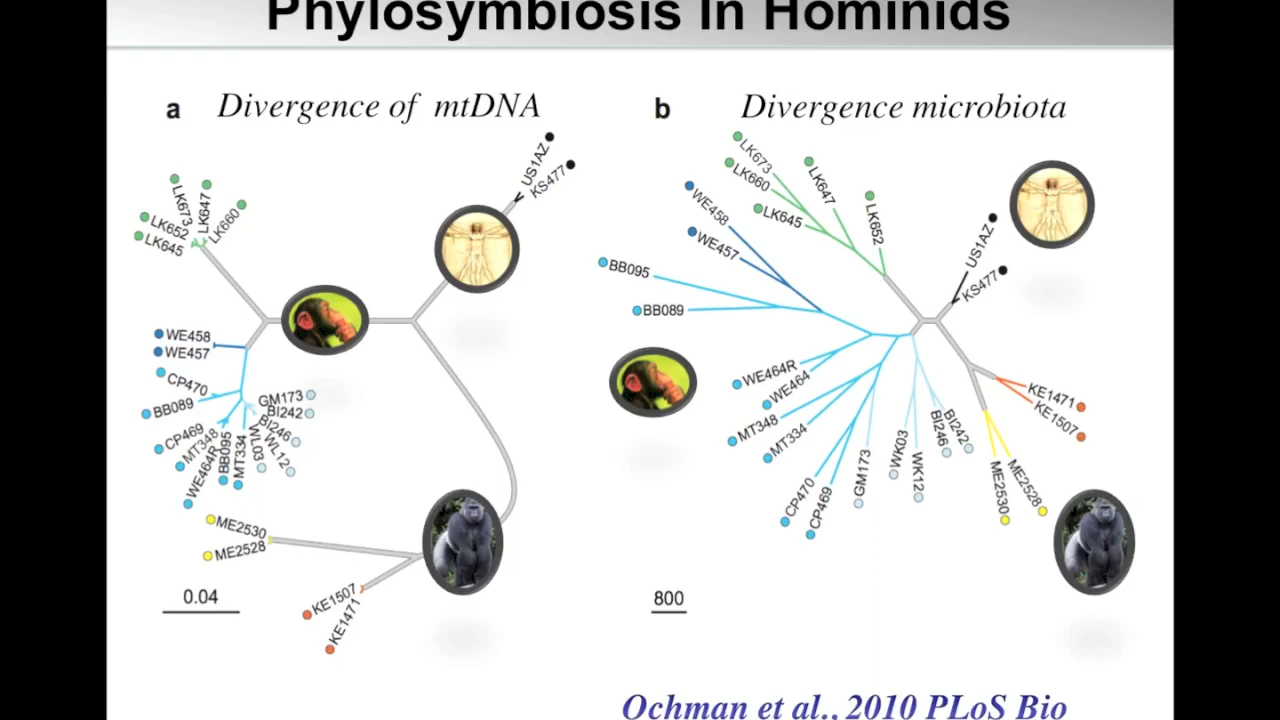 Phylosymbiosis In Hominids
a Divergence of mtDNA
LK673
LK647
LK652
LK660
LK645
US1AZ
KS477
WE458
WE457
CP470
BB089
GM173
BI242
BI246
CP469
MT348
WE464R
BB095
MT334
WL03
WL12
ME2530
ME2528
KE1507
KE1471
0.04
b Divergence microbiota
LK673
LK660
LK647
LK645
LK652
WE458
WE457
BB095
BB089
US1AZ
KS477
WE464R
WE464
MT348
MT334
CP470
CP469
GM173
WK03
WK12
BI246
BI242
KE1471
KE1507
ME2530
ME2528
800
Ochman et al., 2010 PLoS Bio